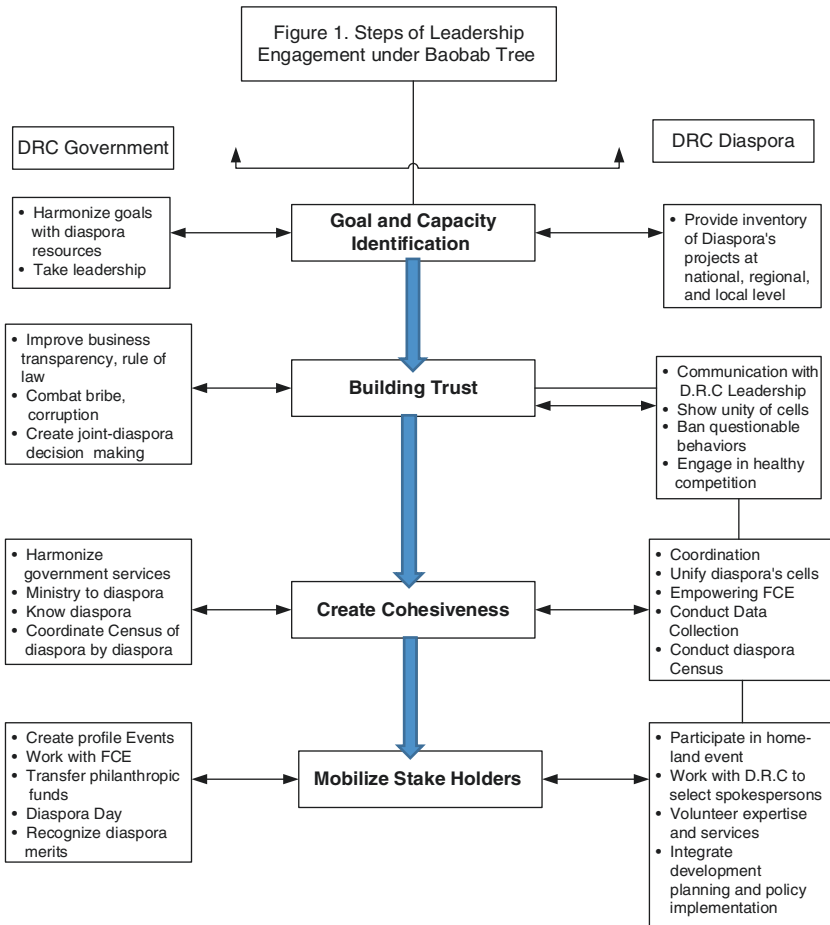 Figure 1. Steps of Leadership
Engagement under Baobab Tree
DRC Government
DRC Diaspora
• Harmonize goals
with diaspora
resources
• Take leadership
Goal and Capacity
Identification
• Provide inventory
of Diaspora's
projects at
national, regional,
and local level
• Improve business
transparency, rule of
law
• Combat bribe,
corruption
• Create joint-diaspora
decision making
Building Trust
• Communication with
D.R.C Leadership
• Show unity of cells
• Ban questionable
behaviors
• Engage in healthy
competition
• Harmonize
government services
• Ministry to diaspora
• Know diaspora
• Coordinate Census of
diaspora by diaspora
Create Cohesiveness
• Coordination
• Unify diaspora's cells
• Empowering FCE
• Conduct Data
Collection
• Conduct diaspora
Census
• Create profile Events
• Work with FCE
• Transfer philanthropic
funds
• Diaspora Day
• Recognize diaspora
merits
Mobilize Stake Holders
• Participate in home-
land event
• Work with D.R.C to
select spokespersons
• Volunteer expertise
and services
• Integrate
development
planning and policy
implementation